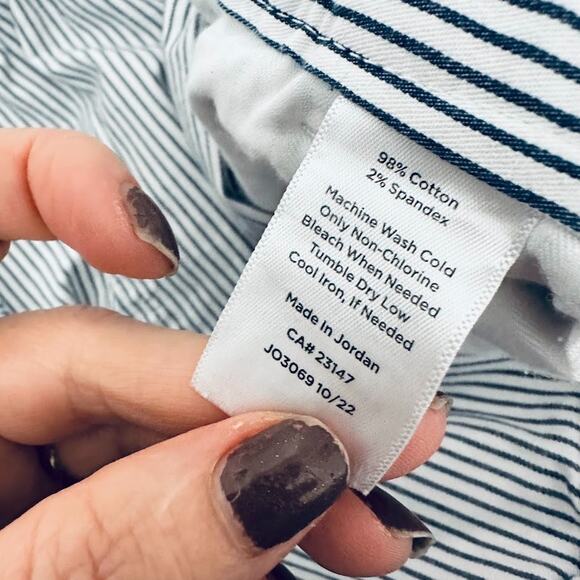 98% Cotton
2% Spandex
Machine Wash Cold
Only Non-Chlorine
Bleach When Needed
Tumble Dry Low
Cool Iron, if Needed
Made In Jordan
CA# 23147
JO3069 10/22